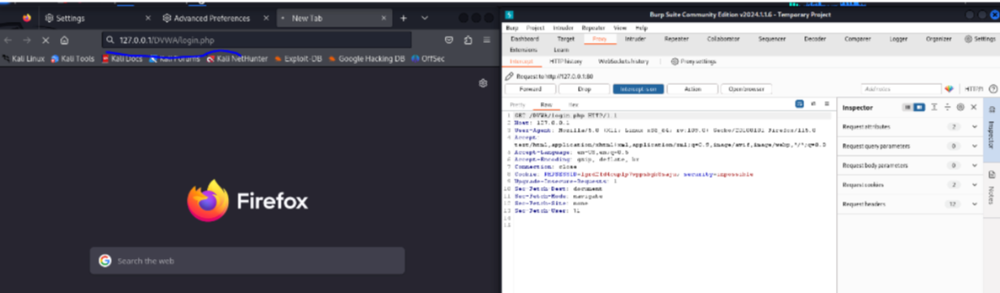 Settings × Advanced Preferences × New Tab × +
127.0.0.1/DVWA/login.php
Kali Linux Kali Tools Kali Docs Kali Forums Kali NetHunter Exploit-DB Google Hacking DB OffSec
Firefox
Search the web
Burp Suite Community Edition v2024.1.1.6 - Temporary Project
Burp Project Intruder Repeater View Help
Dashboard Target Proxy Intruder Repeater Collaborator Sequencer Decoder Comparer Logger Organizer Settings
Extensions Learn
Intercept HTTP history WebSockets history Proxy settings
Request to http://127.0.0.1:80
Forward Drop Intercept is on Action Open browser Add notes HTTP/1
Pretty Raw Hex
1 GET /DVWA/login.php HTTP/1.1
2 Host: 127.0.0.1
3 User-Agent: Mozilla/5.0 (X11; Linux x86_64; rv:109.0) Gecko/20100101 Firefox/115.0
4 Accept:
text/html,application/xhtml+xml,application/xml;q=0.9,image/avif,image/webp,*/*;q=0.8
5 Accept-Language: en-US,en;q=0.5
6 Accept-Encoding: gzip, deflate, br
7 Connection: close
8 Cookie: security=impossible
9 Upgrade-Insecure-Requests: 1
10 Sec-Fetch-Dest: document
11 Sec-Fetch-Mode: navigate
12 Sec-Fetch-Site: none
13 Sec-Fetch-User: ?1
14
Inspector
Request attributes 2
Request query parameters 0
Request body parameters 0
Request cookies 2
Request headers 12
Inspector
Notes